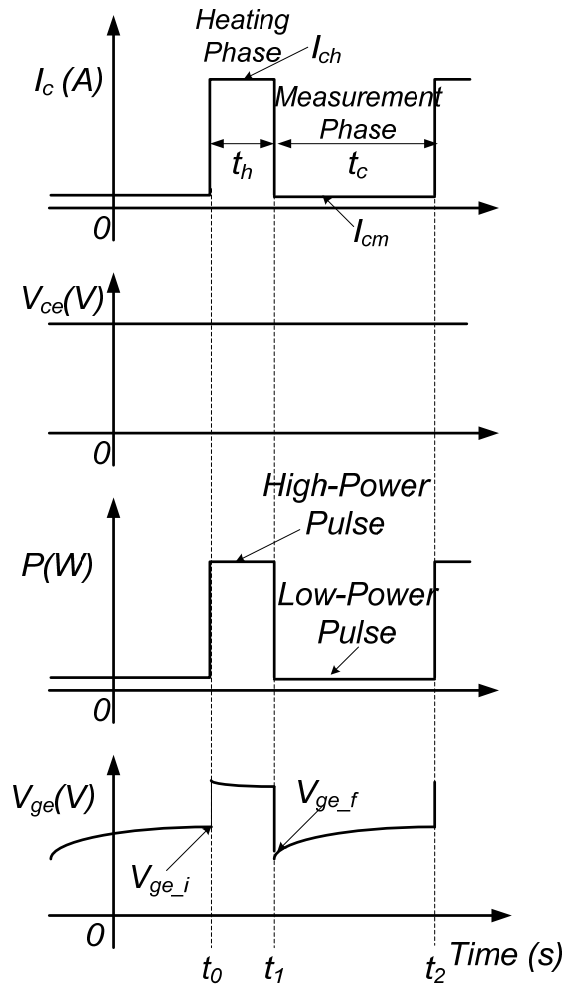 Heating
Phase
I_ch
I_c (A)
Measurement
Phase
t_h
t_c
0
I_cm
V_ce(V)
0
High-Power
Pulse
P(W)
Low-Power
Pulse
0
V_ge(V)
V_ge_f
V_ge_i
0
t_0
t_1
t_2
Time (s)